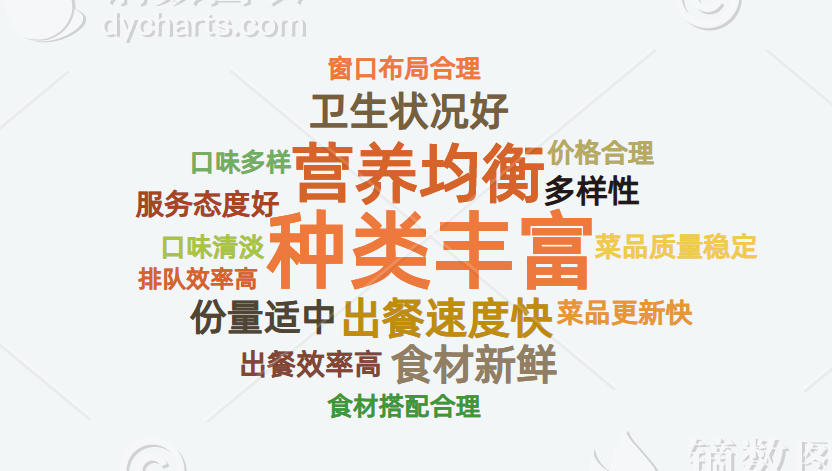 dycharts.com
窗口布局合理
卫生状况好
口味多样
营养均衡
价格合理
服务态度好
多样性
口味清淡
种类丰富
菜品质量稳定
排队效率高
份量适中
出餐速度快
菜品更新快
出餐效率高
食材新鲜
食材搭配合理
镝数图